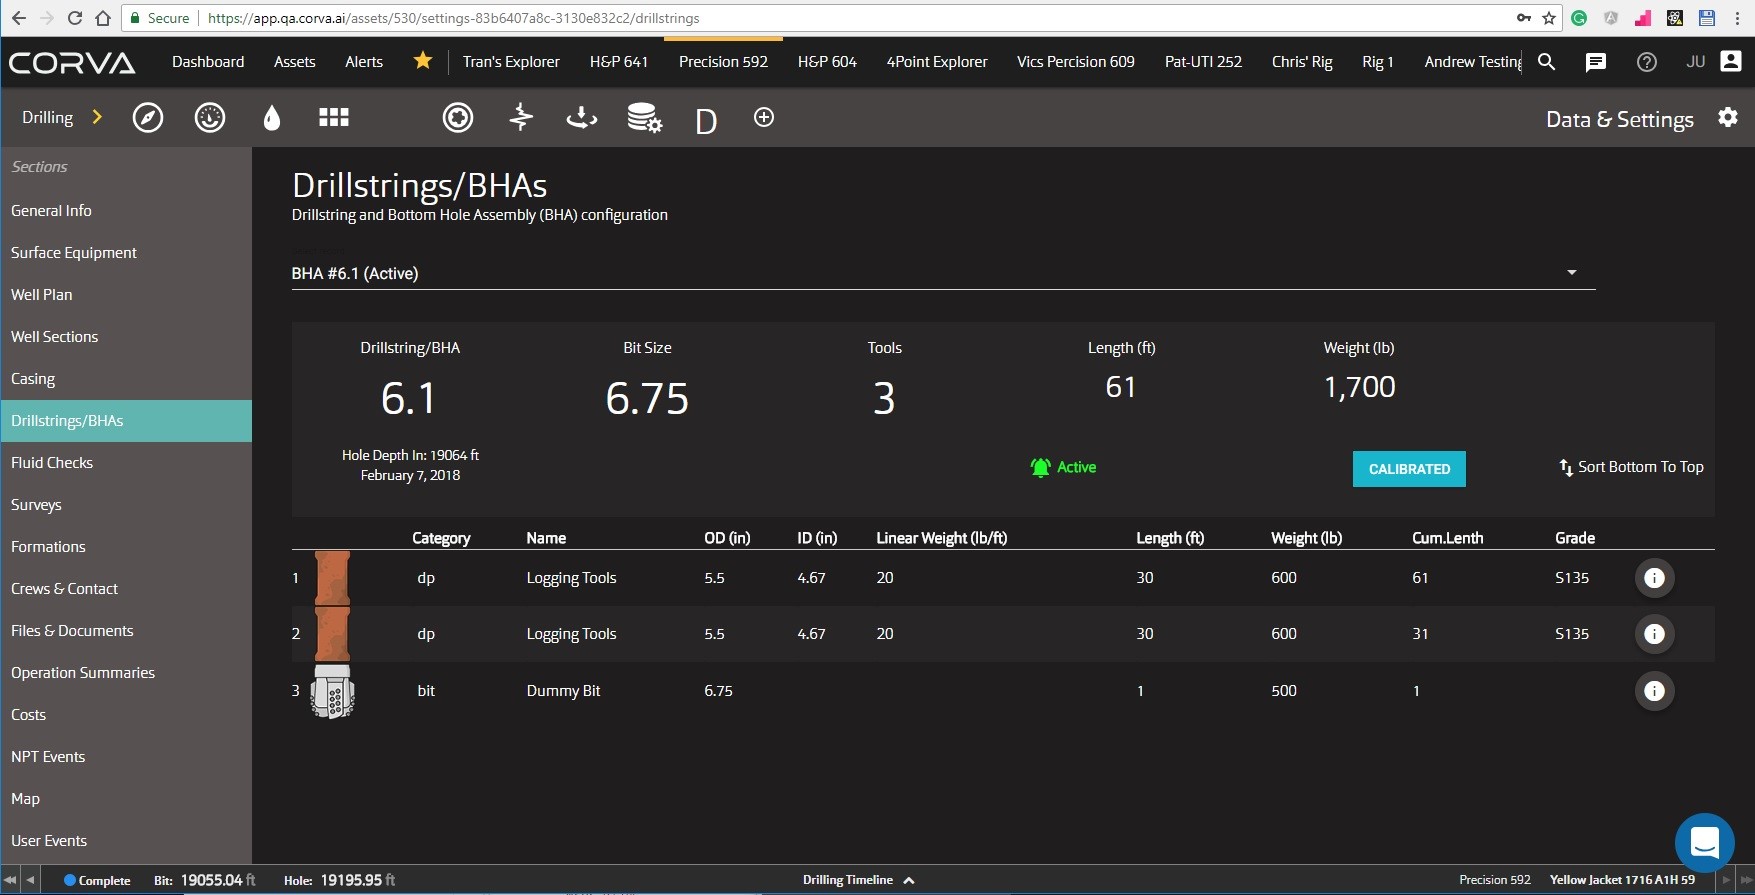 Secure https://app.qa.corva.ai/assets/530/settings-83b6407a8c-3130e832c2/drillstrings
CORVA Dashboard Assets Alerts Tran's Explorer H&P 641 Precision 592 H&P 604 4Point Explorer Vics Percision 609 Pat-UTI 252 Chris' Rig Rig 1 Andrew Testing JU
Drilling D Data & Settings
Sections
General Info
Surface Equipment
Well Plan
Well Sections
Casing
Drillstrings/BHAs
Fluid Checks
Surveys
Formations
Crews & Contact
Files & Documents
Operation Summaries
Costs
NPT Events
Map
User Events
Drillstrings/BHAs
Drillstring and Bottom Hole Assembly (BHA) configuration
BHA #6.1 (Active)
Drillstring/BHA Bit Size Tools Length (ft) Weight (lb)
6.1 6.75 3 61 1,700
Hole Depth In: 19064 ft
February 7, 2018
Active CALIBRATED Sort Bottom To Top
Category Name OD (in) ID (in) Linear Weight (lb/ft) Length (ft) Weight (lb) Cum.Lenth Grade
1 dp Logging Tools 5.5 4.67 20 30 600 61 S135
2 dp Logging Tools 5.5 4.67 20 30 600 31 S135
3 bit Dummy Bit 6.75 1 500 1
Complete Bit: 19055.04 ft Hole: 19195.95 ft Drilling Timeline Precision 592 Yellow Jacket 1716 A1H 59